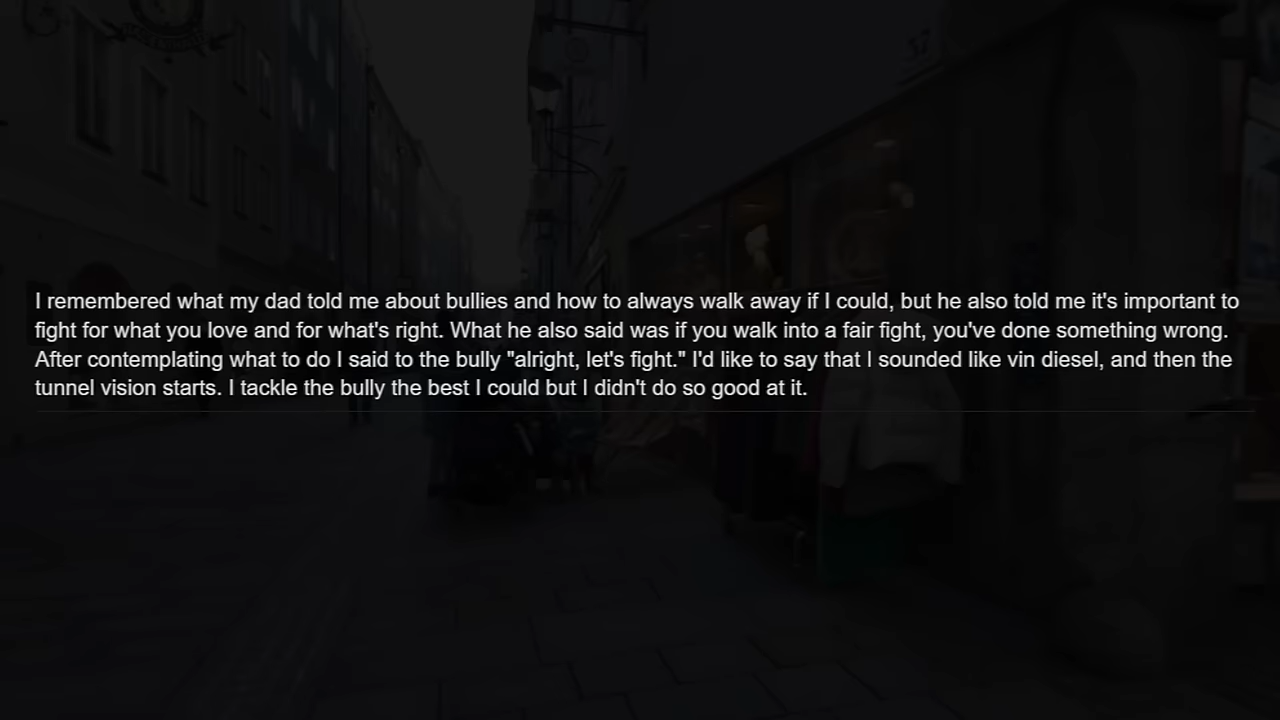 I remembered what my dad told me about bullies and how to always walk away if I could, but he also told me it's important to
fight for what you love and for what's right. What he also said was if you walk into a fair fight, you've done something wrong.
After contemplating what to do I said to the bully "alright, let's fight." I'd like to say that I sounded like vin diesel, and then the
tunnel vision starts. I tackle the bully the best I could but I didn't do so good at it.